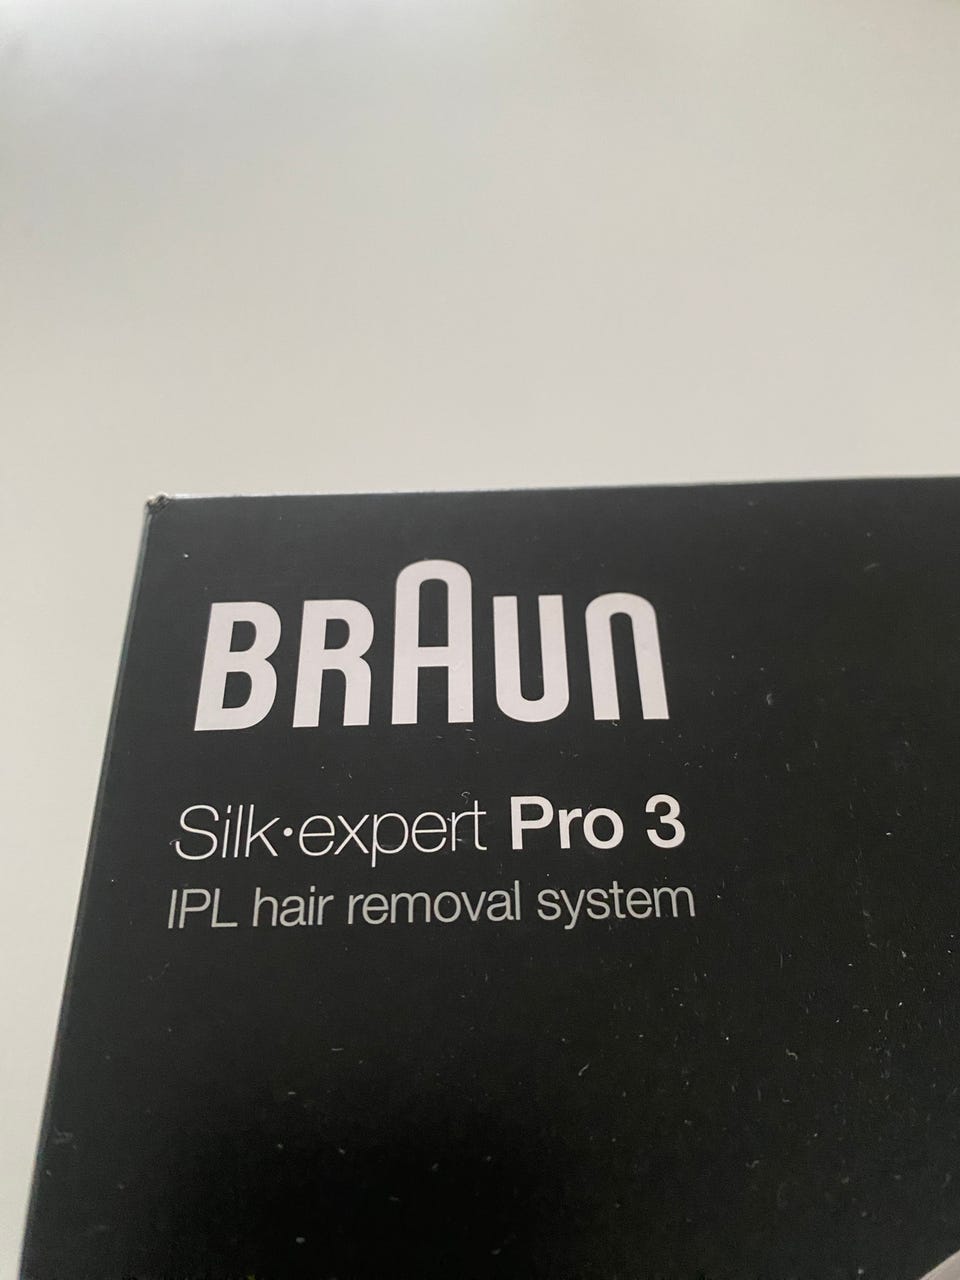 BRAUN
Silk·expert Pro 3
IPL hair removal system